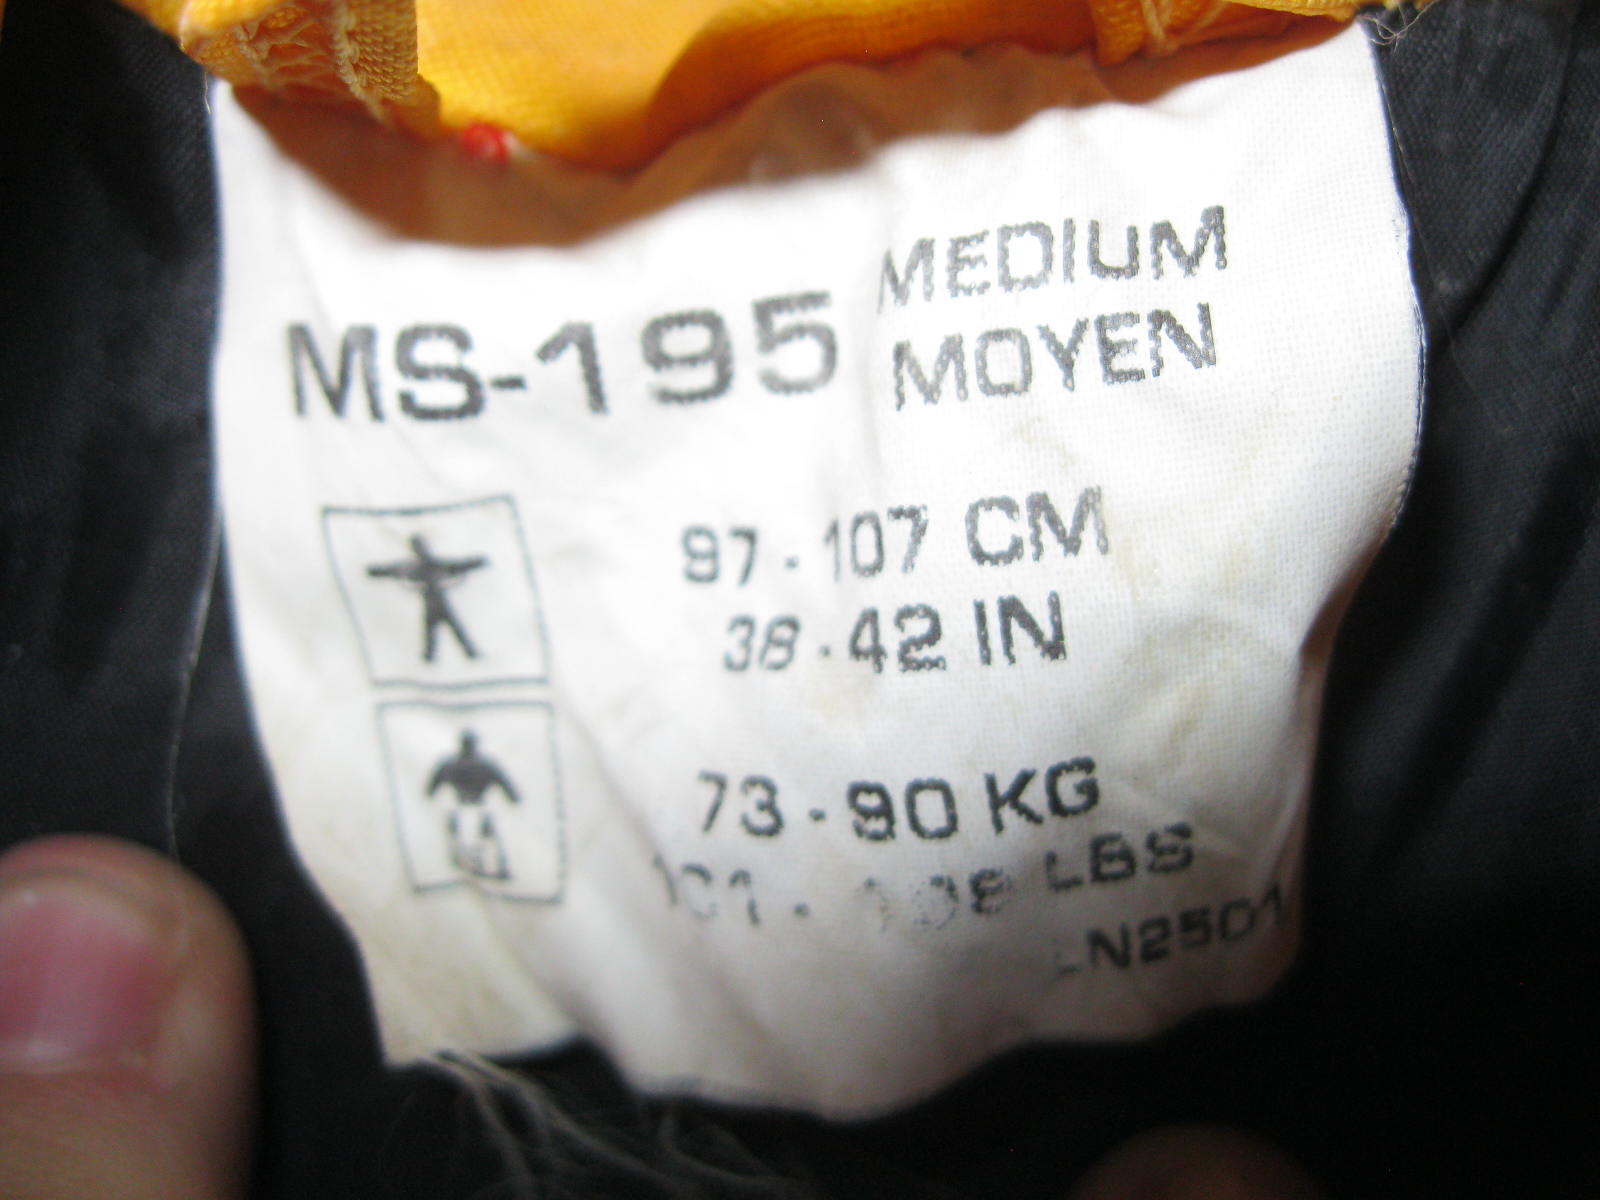 MS-195
MEDIUM
MOYEN
97-107 CM
38-42 IN
73-90 KG
LBS